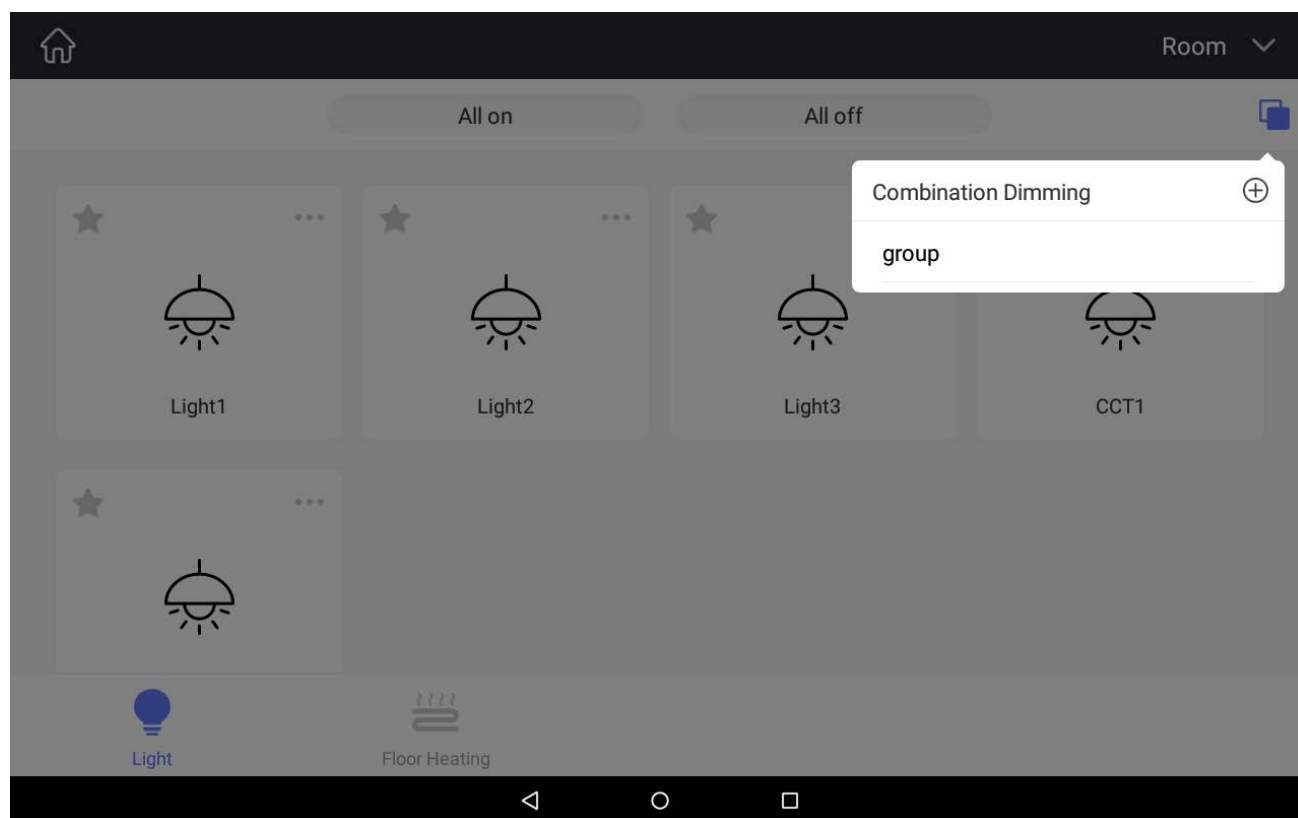 Room
All on
All off
Combination Dimming
group
Light1
Light2
Light3
CCT1
Light
Floor Heating